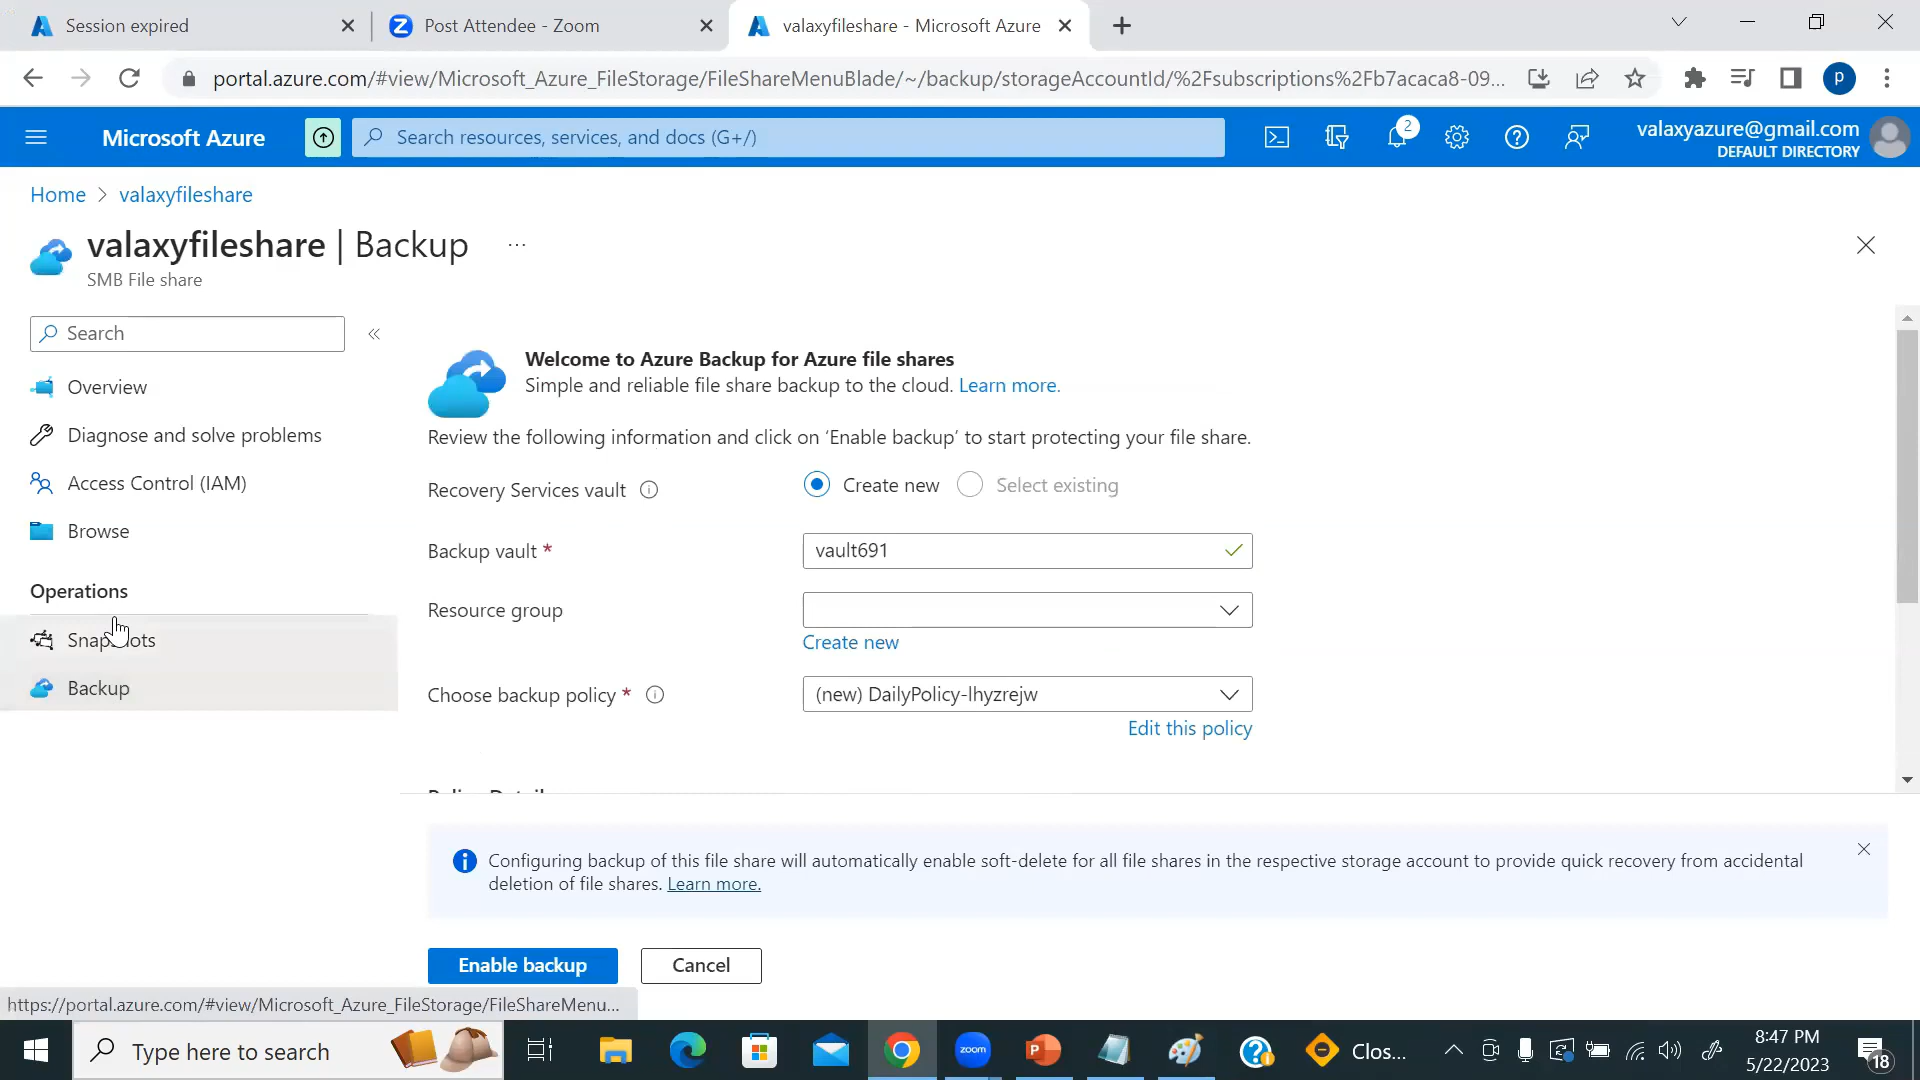 Session expired
Post Attendee - Zoom
valaxyfileshare - Microsoft Azure
portal.azure.com/#view/Microsoft_Azure_FileStorage/FileShareMenuBlade/~/backup/storageAccountId/%2Fsubscriptions%2Fb7acaca8-09...
P
Microsoft Azure
Search resources, services, and docs (G+/)
2
valaxyazure@gmail.com
DEFAULT DIRECTORY
Home > valaxyfileshare
valaxyfileshare | Backup ...
SMB File share
Search
Overview
Diagnose and solve problems
Access Control (IAM)
Browse
Operations
Snapshots
Backup
Welcome to Azure Backup for Azure file shares
Simple and reliable file share backup to the cloud. Learn more.
Review the following information and click on 'Enable backup' to start protecting your file share.
Recovery Services vault
Create new
Select existing
Backup vault *
vault691
Resource group
Create new
Choose backup policy *
(new) DailyPolicy-lhyzrejw
Edit this policy
Configuring backup of this file share will automatically enable soft-delete for all file shares in the respective storage account to provide quick recovery from accidental
deletion of file shares. Learn more.
Enable backup
Cancel
https://portal.azure.com/#view/Microsoft_Azure_FileStorage/FileShareMenu...
Type here to search
zoom
Clos...
8:47 PM
5/22/2023
18